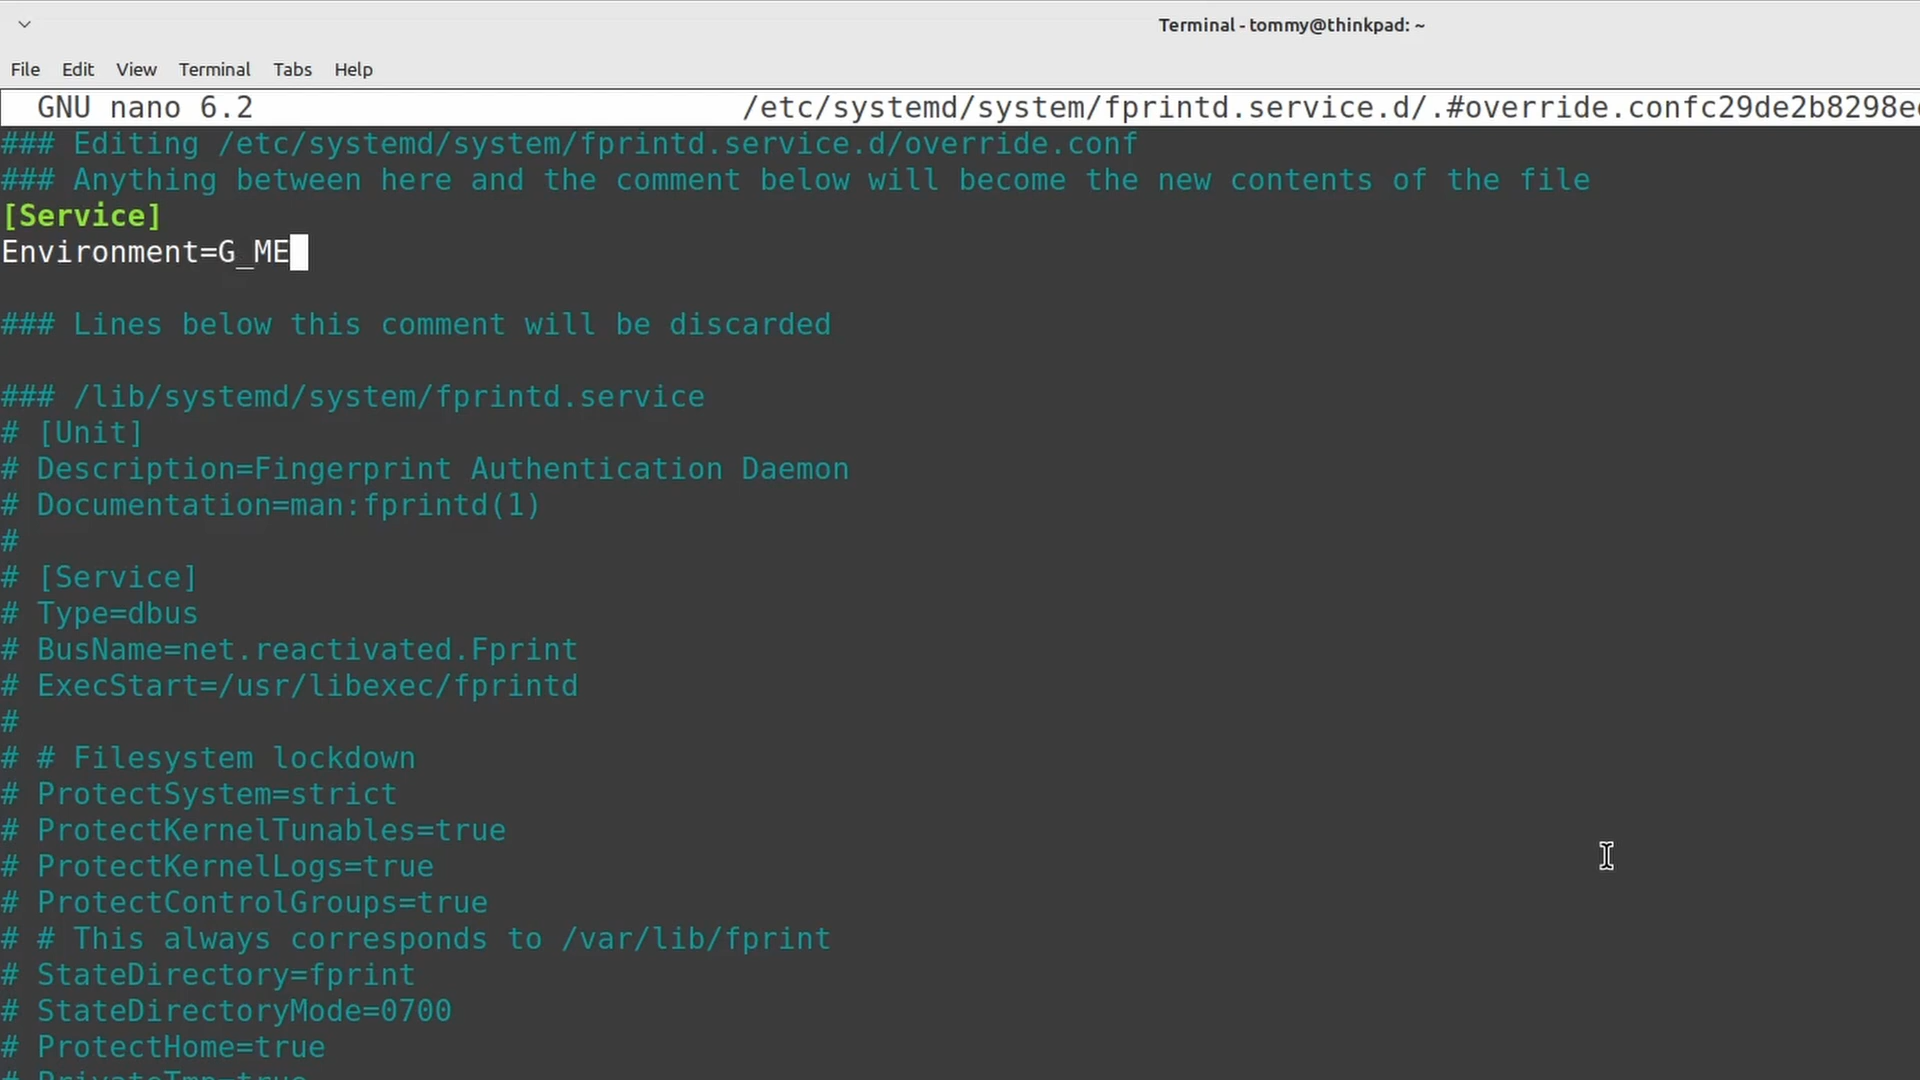 Terminal - tommy@thinkpad: ~
File Edit View Terminal Tabs Help
GNU nano 6.2 /etc/systemd/system/fprintd.service.d/.#override.confc29de2b8298e
### Editing /etc/systemd/system/fprintd.service.d/override.conf
### Anything between here and the comment below will become the new contents of the file
[Service]
Environment=G_ME
### Lines below this comment will be discarded
### /lib/systemd/system/fprintd.service
# [Unit]
# Description=Fingerprint Authentication Daemon
# Documentation=man:fprintd(1)
#
# [Service]
# Type=dbus
# BusName=net.reactivated.Fprint
# ExecStart=/usr/libexec/fprintd
#
# # Filesystem lockdown
# ProtectSystem=strict
# ProtectKernelTunables=true
# ProtectKernelLogs=true
# ProtectControlGroups=true
# # This always corresponds to /var/lib/fprint
# StateDirectory=fprint
# StateDirectoryMode=0700
# ProtectHome=true
# PrivateTmp=true